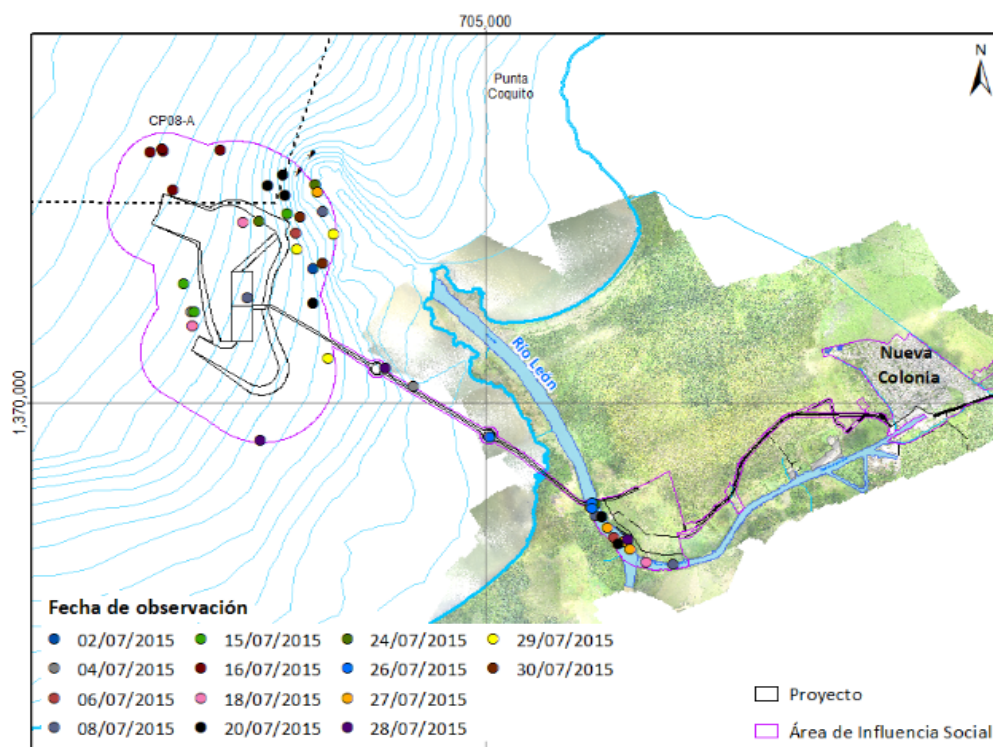 705,000
N
Punta
Coquito
CP08-A
Río León
Nueva
Colonia
1,370,000
Fecha de observación
02/07/2015 15/07/2015 24/07/2015 29/07/2015
04/07/2015 16/07/2015 26/07/2015 30/07/2015
06/07/2015 18/07/2015 27/07/2015
08/07/2015 20/07/2015 28/07/2015
Proyecto
Área de Influencia Social